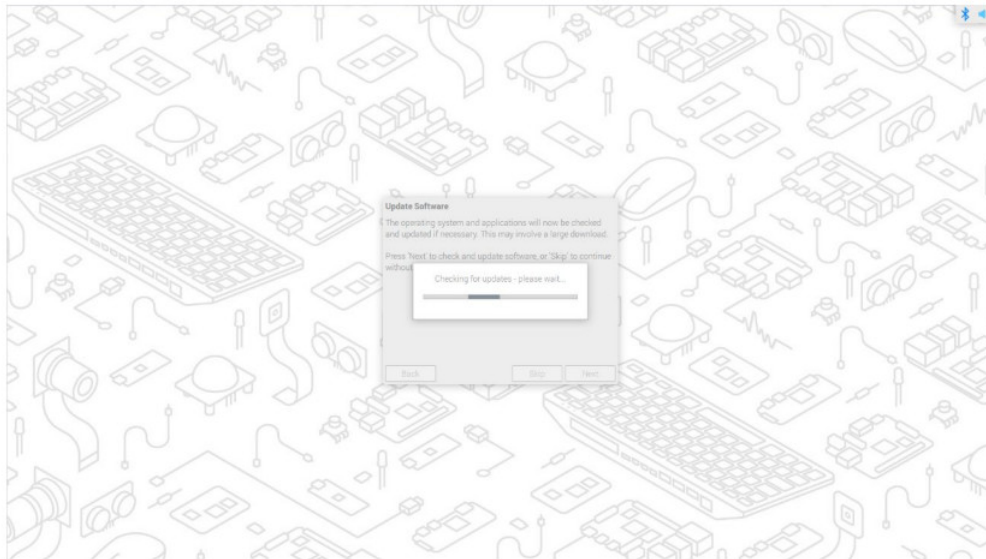 Update Software
The operating system and applications will now be checked
and updated if necessary. This may involve a large download.
Press 'Next' to check and update software, or 'Skip' to continue
without
Checking for updates - please wait...
Back
Skip
Next